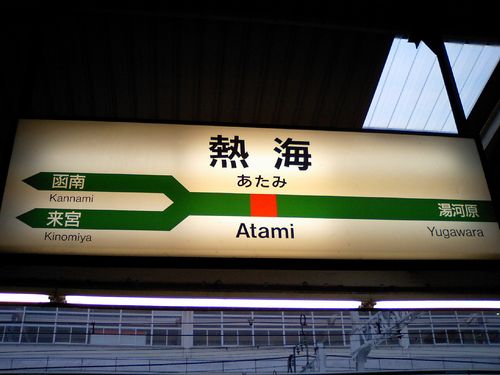 熱海
あたみ
Atami
函南
Kannami
来宮
Kinomiya
湯河原
Yugawara